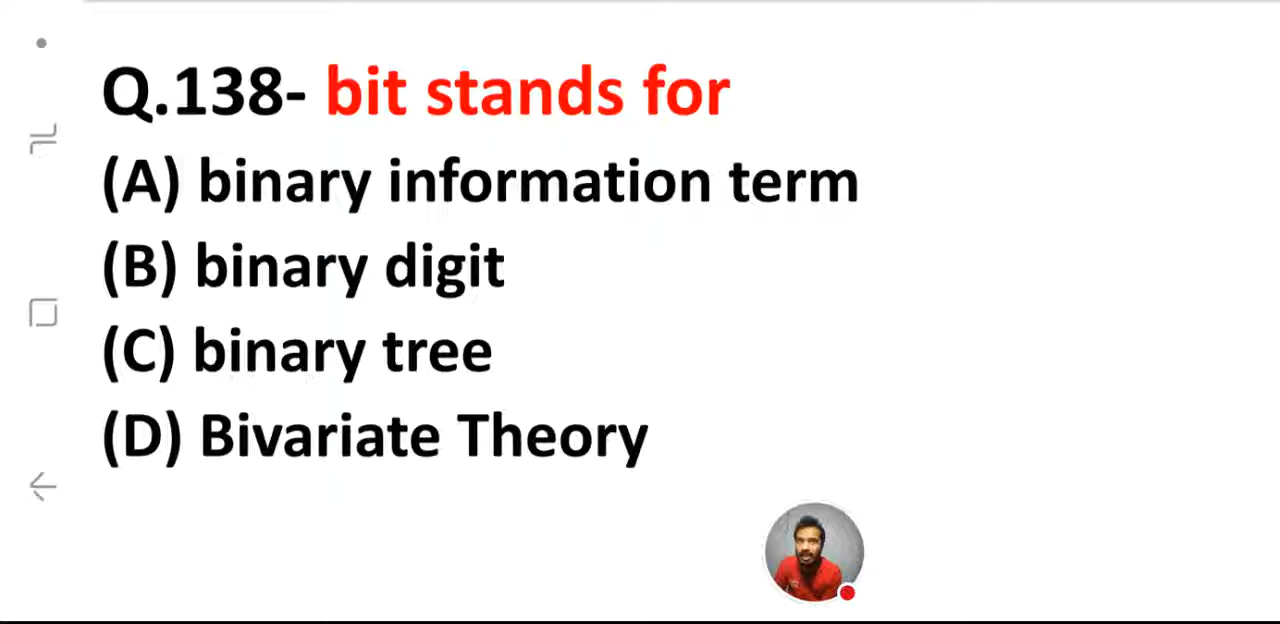 Q.138- bit stands for
(A) binary information term
(B) binary digit
(C) binary tree
(D) Bivariate Theory